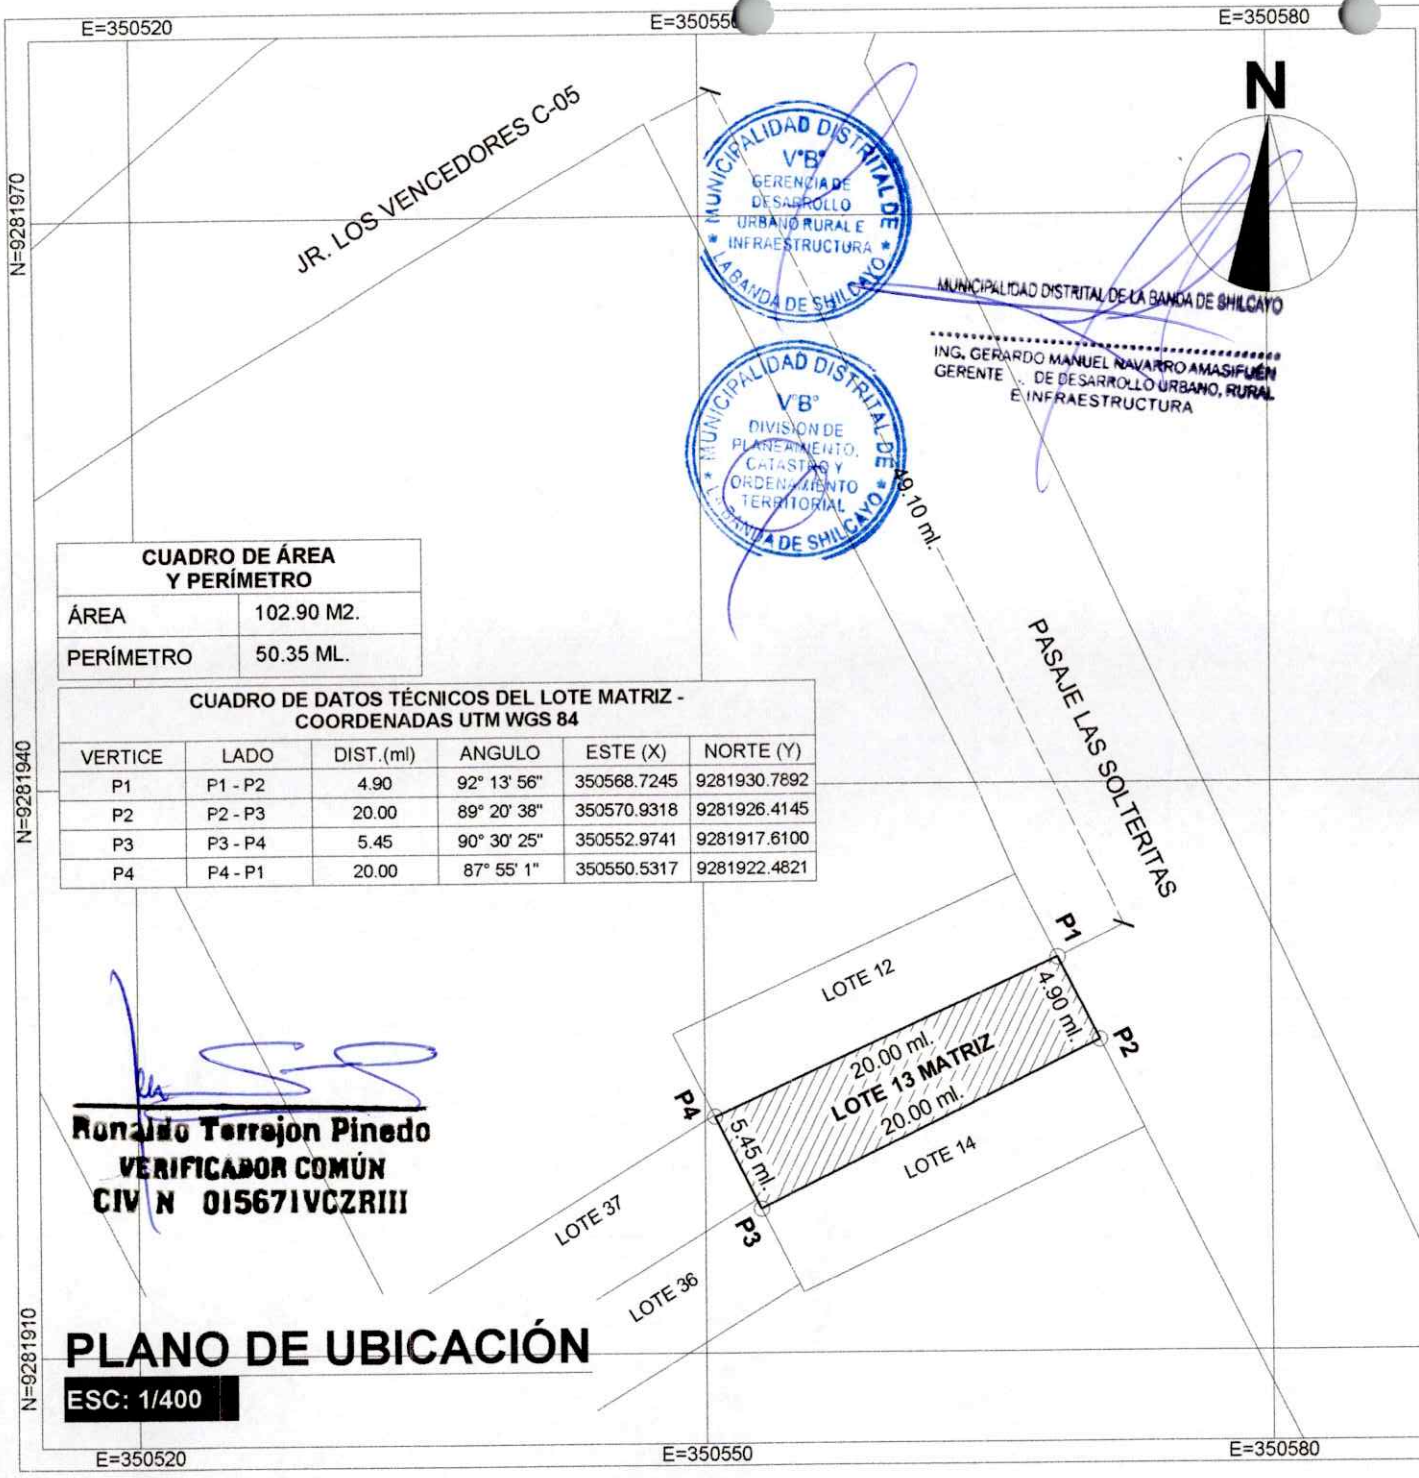 E=350520
E=35055
E=350580
N
JR. LOS VENCEDORES C-05
N=9281970
MUNICIPALIDAD DISTRITAL DE
V°B°
GERENCIA DE
DESARROLLO
URBANO RURAL E
INFRAESTRUCTURA
* LA BANDA DE SHILCAYO *
MUNICIPALIDAD DISTRITAL DE LA BANDA DE SHILCAYO
ING. GERARDO MANUEL NAVARRO AMASIFUÉN
GERENTE DE DESARROLLO URBANO, RURAL
E INFRAESTRUCTURA
MUNICIPALIDAD DISTRITAL DE
V°B°
DIVISION DE
PLANEAMIENTO,
CATASTRO Y
ORDENAMIENTO
TERRITORIAL
* LA BANDA DE SHILCAYO *
49.10 ml.
PASAJE LAS SOLTERITAS
CUADRO DE ÁREA
Y PERÍMETRO
ÁREA 102.90 M2.
PERÍMETRO 50.35 ML.
CUADRO DE DATOS TÉCNICOS DEL LOTE MATRIZ -
COORDENADAS UTM WGS 84
VERTICE LADO DIST.(ml) ANGULO ESTE (X) NORTE (Y)
P1 P1 - P2 4.90 92° 13' 56" 350568.7245 9281930.7892
P2 P2 - P3 20.00 89° 20' 38" 350570.9318 9281926.4145
P3 P3 - P4 5.45 90° 30' 25" 350552.9741 9281917.6100
P4 P4 - P1 20.00 87° 55' 1" 350550.5317 9281922.4821
N=9281940
P1
LOTE 12
4.90 ml.
P2
20.00 ml.
LOTE 13 MATRIZ
20.00 ml.
P4
5.45 ml.
LOTE 14
P3
LOTE 37
LOTE 36
Ronaldo Terrejon Pinedo
VERIFICADOR COMÚN
CIV N 015671VCZRIII
N=9281910
PLANO DE UBICACIÓN
ESC: 1/400
E=350520
E=350550
E=350580